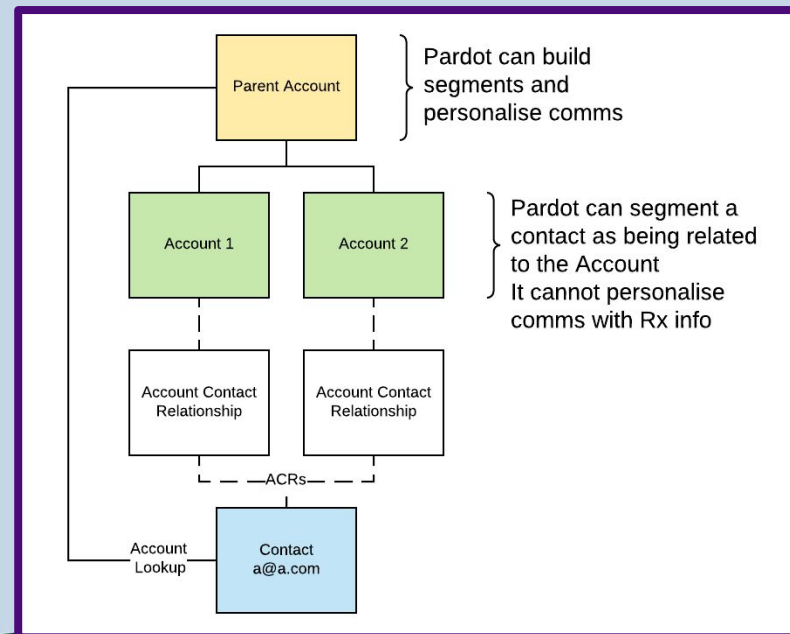 Parent Account
Pardot can build
segments and
personalise comms
Account 1
Account 2
Pardot can segment a
contact as being related
to the Account
It cannot personalise
comms with Rx info
Account Contact
Relationship
Account Contact
Relationship
ACRs
Account
Lookup
Contact
a@a.com